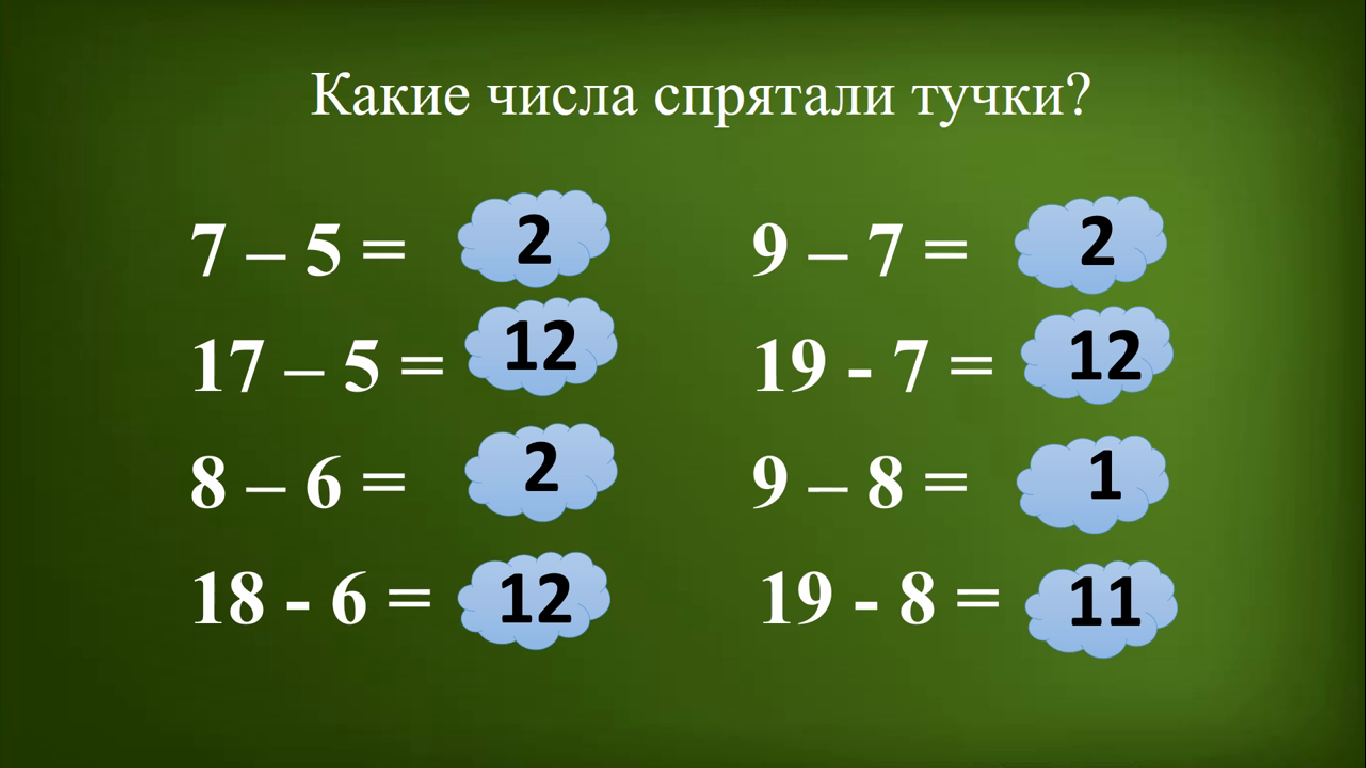 Какие числа спрятали тучки?
7 – 5 = 2
9 – 7 = 2
17 – 5 = 12
19 - 7 = 12
8 – 6 = 2
9 – 8 = 1
18 - 6 = 12
19 - 8 = 11